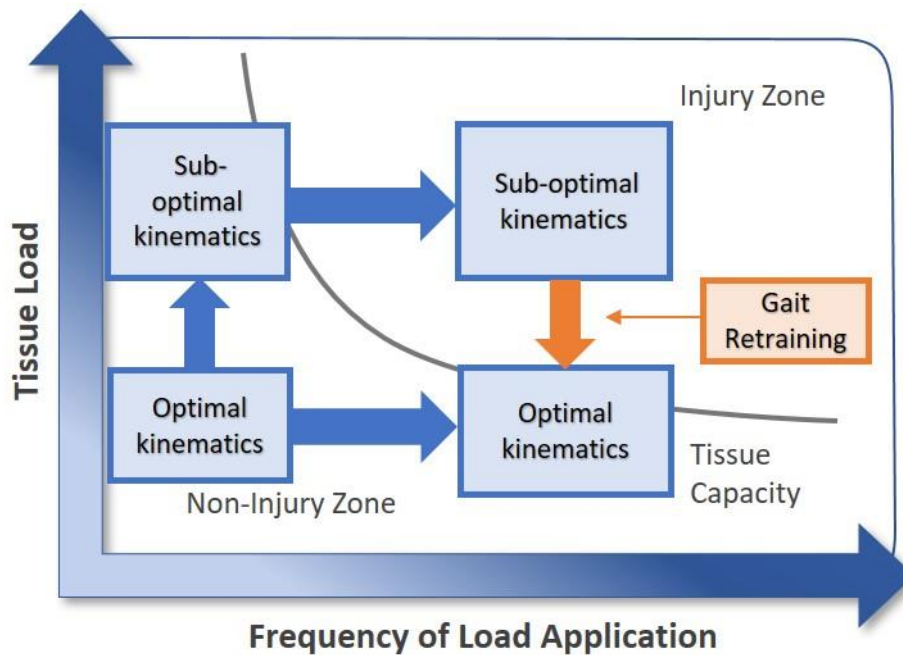 Injury Zone
Sub-
optimal
kinematics
Sub-optimal
kinematics
Gait
Retraining
Optimal
kinematics
Optimal
kinematics
Tissue
Capacity
Non-Injury Zone
Tissue Load
Frequency of Load Application